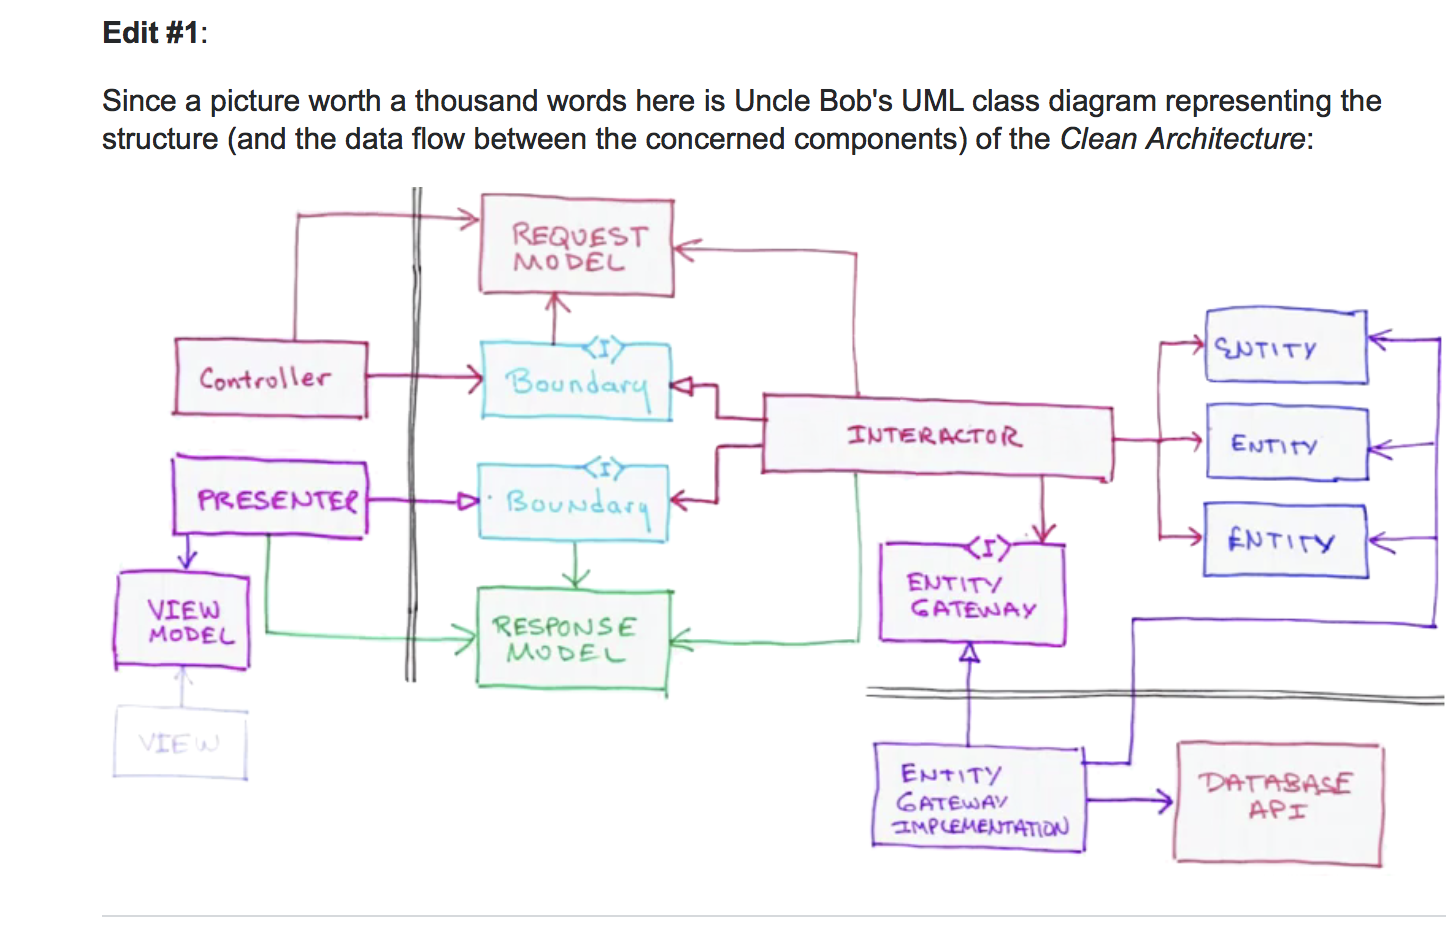 Edit #1:
Since a picture worth a thousand words here is Uncle Bob's UML class diagram representing the
structure (and the data flow between the concerned components) of the Clean Architecture:
REQUEST
MODEL
Controller
<I>
Boundary
INTERACTOR
ENTITY
ENTITY
ENTITY
PRESENTER
<I>
Boundary
<I>
ENTITY
GATEWAY
VIEW
MODEL
RESPONSE
MODEL
VIEW
ENTITY
GATEWAY
IMPLEMENTATION
DATABASE
API